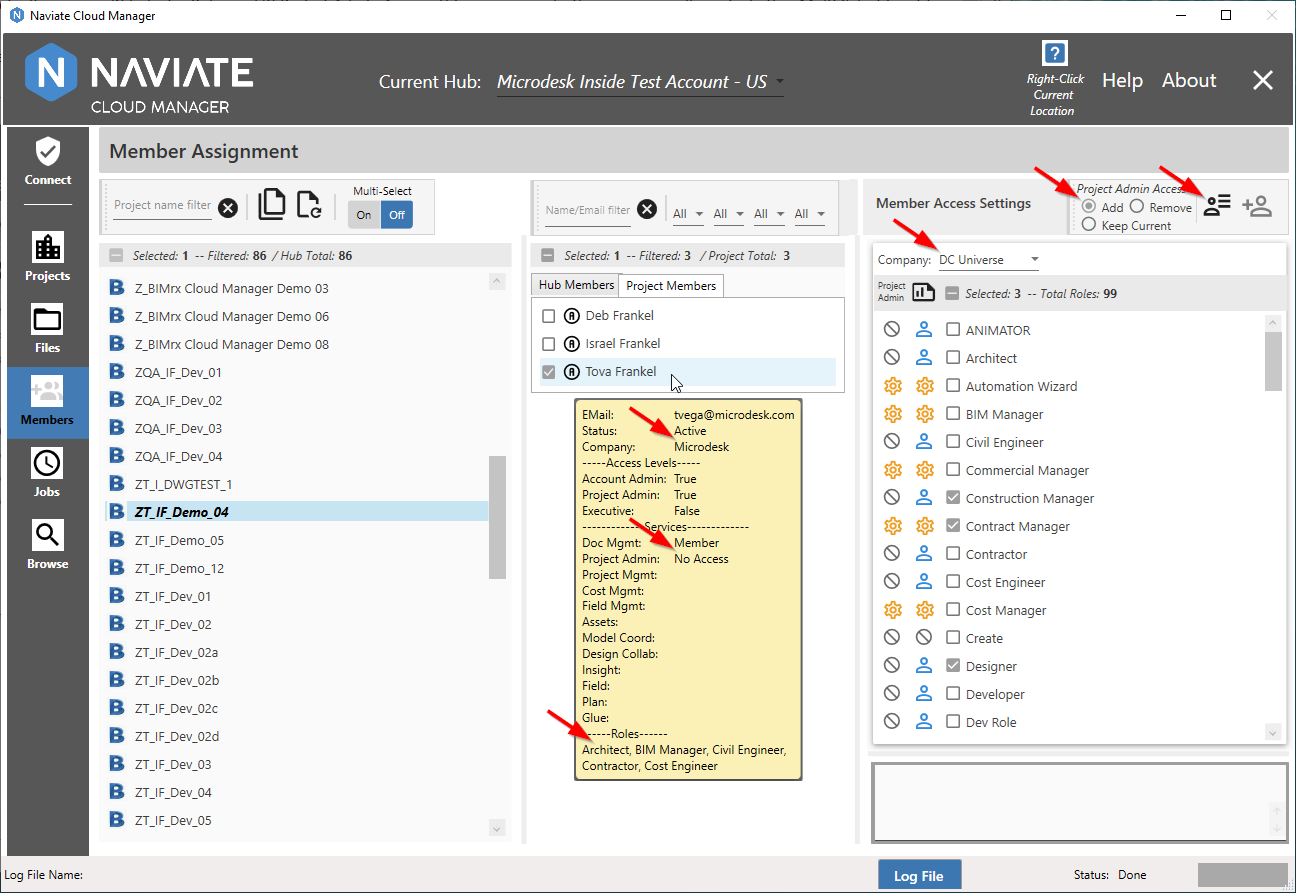 Naviate Cloud Manager
N NAVIATE
CLOUD MANAGER
Current Hub: Microdesk Inside Test Account - US
?
Right-Click
Current
Location
Help About
Connect
Projects
Files
Members
Jobs
Browse
Member Assignment
Project name filter
Multi-Select
On Off
Selected: 1 -- Filtered: 86 / Hub Total: 86
Z_BIMrx Cloud Manager Demo 03
Z_BIMrx Cloud Manager Demo 06
Z_BIMrx Cloud Manager Demo 08
ZQA_IF_Dev_01
ZQA_IF_Dev_02
ZQA_IF_Dev_03
ZQA_IF_Dev_04
ZT_I_DWGTEST_1
ZT_IF_Demo_04
ZT_IF_Demo_05
ZT_IF_Demo_12
ZT_IF_Dev_01
ZT_IF_Dev_02
ZT_IF_Dev_02a
ZT_IF_Dev_02b
ZT_IF_Dev_02c
ZT_IF_Dev_02d
ZT_IF_Dev_03
ZT_IF_Dev_04
ZT_IF_Dev_05
Name/Email filter
All All All All
Selected: 1 -- Filtered: 3 / Project Total: 3
Hub Members Project Members
Deb Frankel
Israel Frankel
Tova Frankel
EMail: tvega@microdesk.com
Status: Active
Company: Microdesk
-----Access Levels-----
Account Admin: True
Project Admin: True
Executive: False
-------------Services-------------
Doc Mgmt: Member
Project Admin: No Access
Project Mgmt:
Cost Mgmt:
Field Mgmt:
Assets:
Model Coord:
Design Collab:
Insight:
Field:
Plan:
Glue:
------Roles------
Architect, BIM Manager, Civil Engineer,
Contractor, Cost Engineer
Member Access Settings
Project Admin Access
Add Remove
Keep Current
Company: DC Universe
Project
Admin
Selected: 3 -- Total Roles: 99
ANIMATOR
Architect
Automation Wizard
BIM Manager
Civil Engineer
Commercial Manager
Construction Manager
Contract Manager
Contractor
Cost Engineer
Cost Manager
Create
Designer
Developer
Dev Role
Log File Name:
Log File
Status: Done